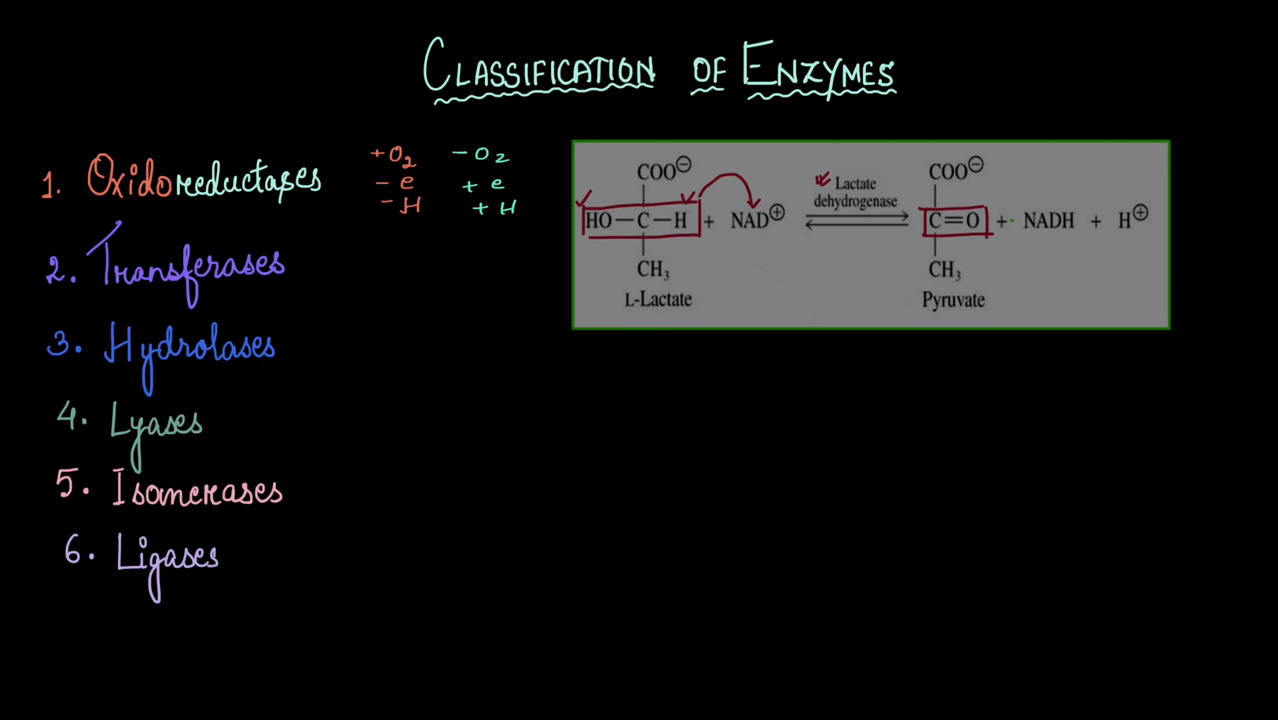 CLASSIFICATION OF ENZYMES
1. Oxidoreductases
+O2 -O2
- e + e
- H + H
2. Transferases
3. Hydrolases
4. Lyases
5. Isomerases
6. Ligases
COO⊖ COO⊖
Lactate
dehydrogenase
HO—C—H + NAD⊕ C=O + NADH + H⊕
CH3 CH3
L-Lactate Pyruvate